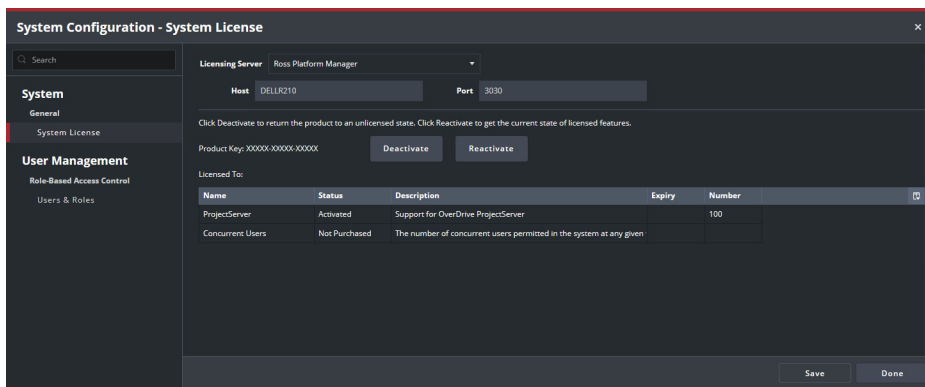 System Configuration - System License
Search
System
General
System License
User Management
Role-Based Access Control
Users & Roles
Licensing Server Ross Platform Manager
Host DELLR210 Port 3030
Click Deactivate to return the product to an unlicensed state. Click Reactivate to get the current state of licensed features.
Product Key: XXXXX-XXXXX-XXXXX Deactivate Reactivate
Licensed To:
Name Status Description Expiry Number
ProjectServer Activated Support for OverDrive ProjectServer 100
Concurrent Users Not Purchased The number of concurrent users permitted in the system at any given
Save Done